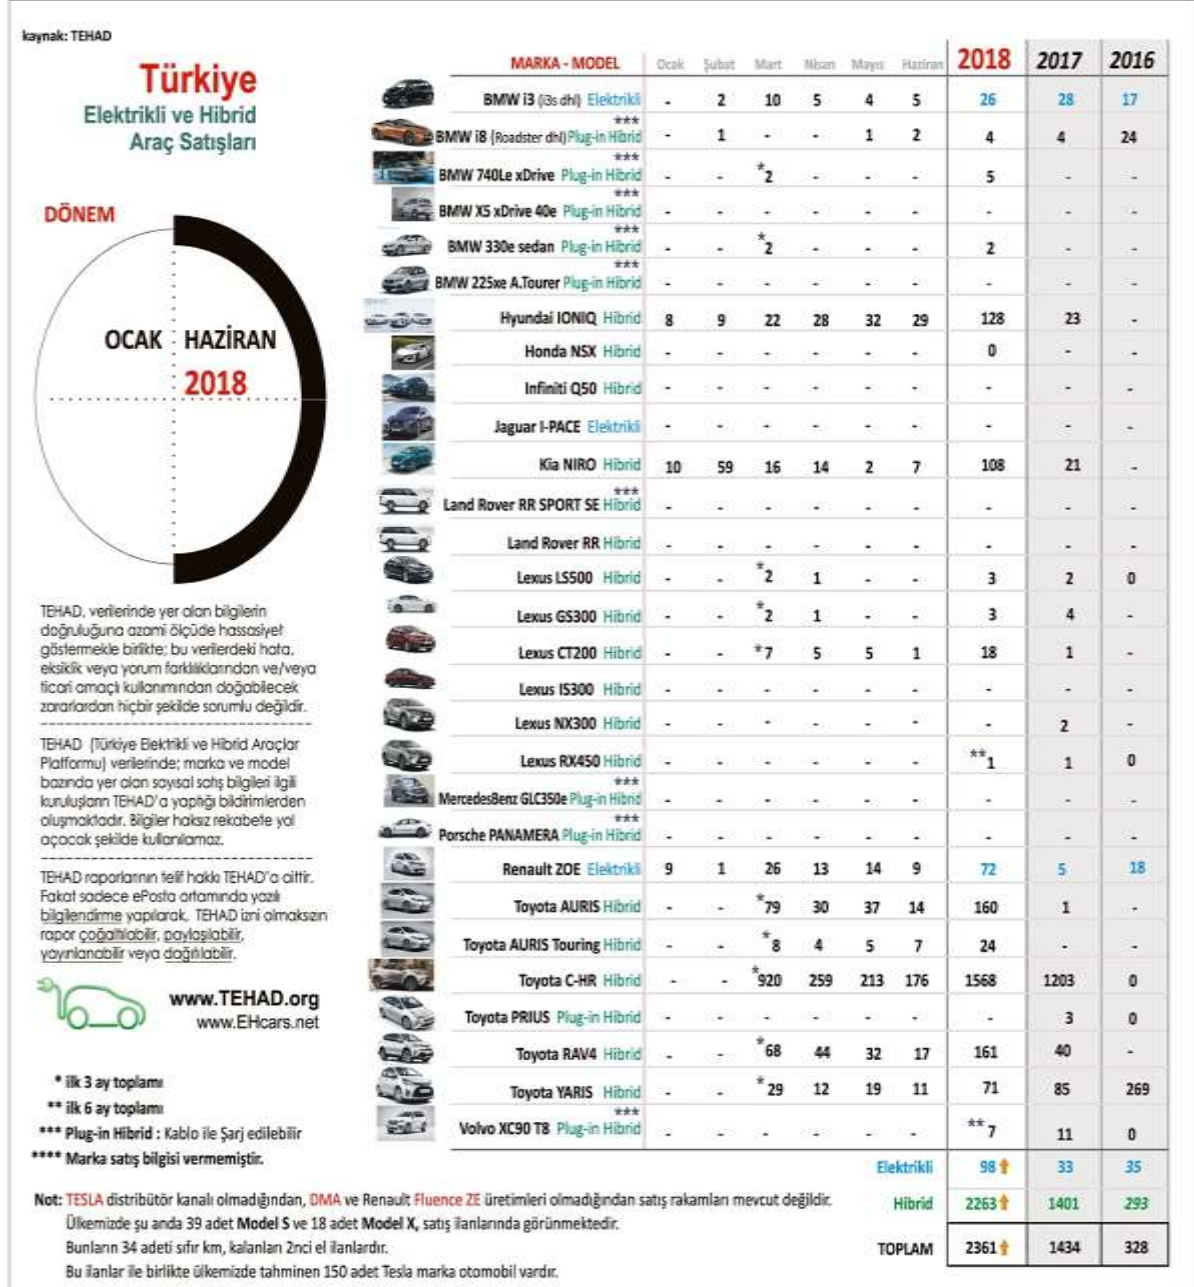 kaynak: TEHAD
Türkiye
Elektrikli ve Hibrid
Araç Satışları
DÖNEM
OCAK HAZİRAN
2018
TEHAD, verilerinde yer alan bilgilerin
doğruluğuna azami ölçüde hassasiyet
göstermekle birlikte; bu verilerdeki hata,
eksiklik veya yorum farklılıklarından ve/veya
ticari amaçlı kullanımından doğabilecek
zararlardan hiçbir şekilde sorumlu değildir.
TEHAD (Türkiye Elektrikli ve Hibrid Araçlar
Platformu) verilerinde; marka ve model
bazında yer alan sayısal satış bilgileri ilgili
kuruluşların TEHAD'a yaptığı bildirimlerden
oluşmaktadır. Bilgiler haksız rekabete yol
açacak şekilde kullanılamaz.
TEHAD raporlarının telif hakkı TEHAD'a aittir.
Fakat sadece ePosta ortamında yazılı
bilgilendirme yapılarak, TEHAD izni olmaksızın
rapor çoğaltılabilir, paylaşılabilir,
yayınlanabilir veya dağıtılabilir.
www.TEHAD.org
www.EHcars.net
* ilk 3 ay toplamı
** ilk 6 ay toplamı
*** Plug-in Hibrid : Kablo ile Şarj edilebilir
**** Marka satış bilgisi vermemiştir.
MARKA - MODEL Ocak Şubat Mart Nisan Mayıs Haziran 2018 2017 2016
BMW i3 (i3s dhl) Elektrikli - 2 10 5 4 5 26 28 17
***
BMW i8 (Roadster dhl) Plug-in Hibrid - 1 - - 1 2 4 4 24
***
BMW 740Le xDrive Plug-in Hibrid - - *2 - - - 5 - -
***
BMW X5 xDrive 40e Plug-in Hibrid - - - - - - - - -
***
BMW 330e sedan Plug-in Hibrid - - *2 - - - 2 - -
***
BMW 225xe A.Tourer Plug-in Hibrid - - - - - - - - -
Hyundai IONIQ Hibrid 8 9 22 28 32 29 128 23 -
Honda NSX Hibrid - - - - - - 0 - -
Infiniti Q50 Hibrid - - - - - - - - -
Jaguar I-PACE Elektrikli - - - - - - - - -
Kia NIRO Hibrid 10 59 16 14 2 7 108 21 -
***
Land Rover RR SPORT SE Hibrid - - - - - - - - -
Land Rover RR Hibrid - - - - - - - - -
Lexus LS500 Hibrid - - *2 1 - - 3 2 0
Lexus GS300 Hibrid - - *2 1 - - 3 4 -
Lexus CT200 Hibrid - - *7 5 5 1 18 1 -
Lexus IS300 Hibrid - - - - - - - - -
Lexus NX300 Hibrid - - - - - - - 2 -
Lexus RX450 Hibrid - - - - - - **1 1 0
***
MercedesBenz GLC350e Plug-in Hibrid - - - - - - - - -
***
Porsche PANAMERA Plug-in Hibrid - - - - - - - - -
Renault ZOE Elektrikli 9 1 26 13 14 9 72 5 18
Toyota AURIS Hibrid - - *79 30 37 14 160 1 -
Toyota AURIS Touring Hibrid - - *8 4 5 7 24 - -
Toyota C-HR Hibrid - - *920 259 213 176 1568 1203 0
Toyota PRIUS Plug-in Hibrid - - - - - - - 3 0
Toyota RAV4 Hibrid - - *68 44 32 17 161 40 -
Toyota YARIS Hibrid - - *29 12 19 11 71 85 269
***
Volvo XC90 T8 Plug-in Hibrid - - - - - - **7 11 0
Elektrikli 98 33 35
Hibrid 2263 1401 293
TOPLAM 2361 1434 328
Not: TESLA distribütör kanalı olmadığından, DMA ve Renault Fluence ZE üretimleri olmadığından satış rakamları mevcut değildir.
Ülkemizde şu anda 39 adet Model S ve 18 adet Model X, satış ilanlarında görünmektedir.
Bunların 34 adeti sıfır km, kalanları 2nci el ilanlardır.
Bu ilanlar ile birlikte ülkemizde tahminen 150 adet Tesla marka otomobil vardır.